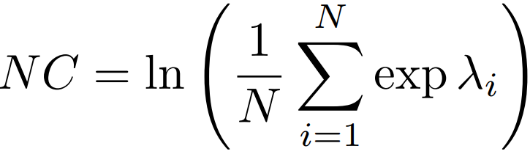 NC = ln ( 1/N ∑_{i=1}^{N} exp λ_i )